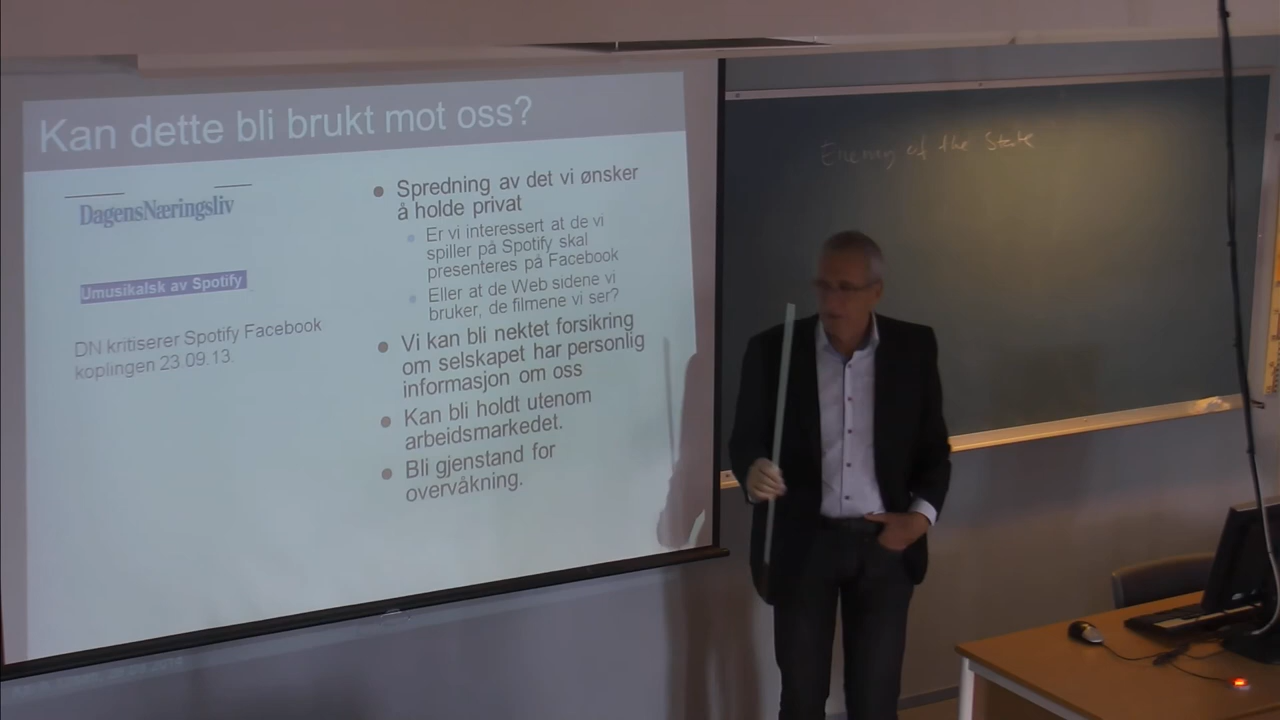 Kan dette bli brukt mot oss?
DagensNæringsliv
Umusikalsk av Spotify
DN kritiserer Spotify Facebook
koplingen 23 09.13.
Spredning av det vi ønsker
å holde privat
Er vi interessert at de vi
spiller på Spotify skal
presenteres på Facebook
Eller at de Web sidene vi
bruker, de filmene vi ser?
Vi kan bli nektet forsikring
om selskapet har personlig
informasjon om oss
Kan bli holdt utenom
arbeidsmarkedet.
Bli gjenstand for
overvåkning.
Enemy of the State